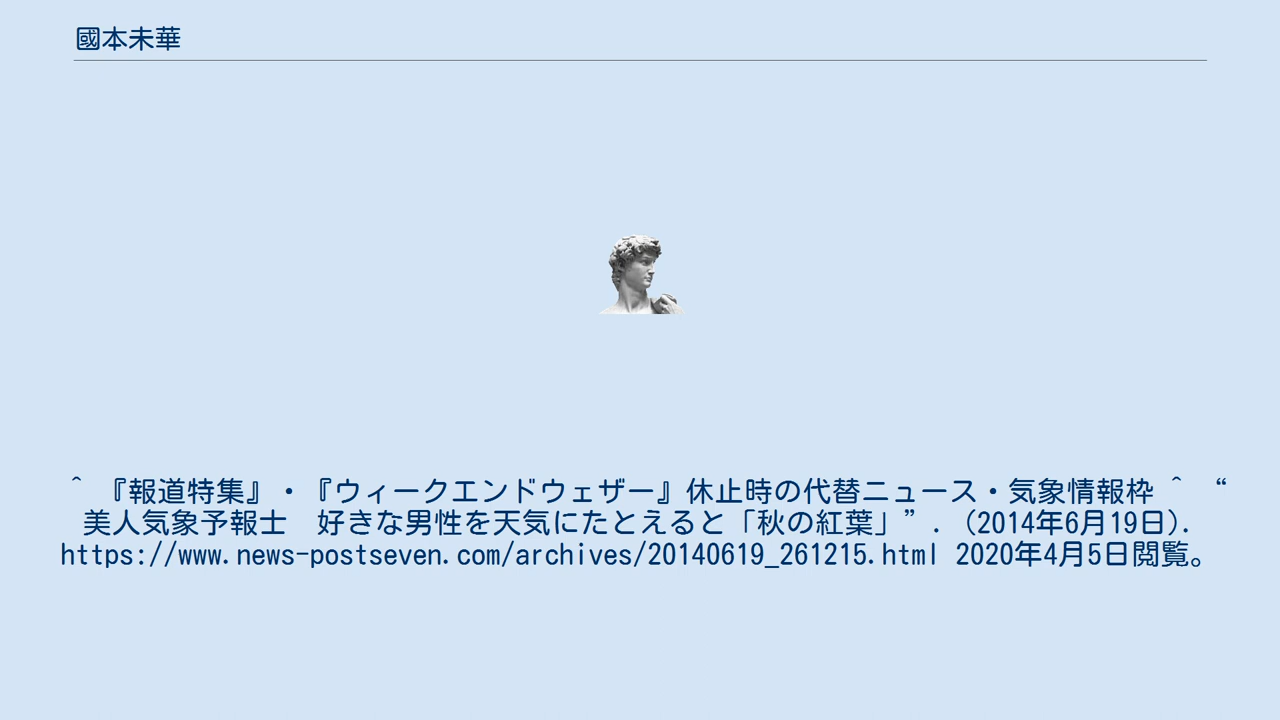 國本未華
^ 『報道特集』・『ウィークエンドウェザー』休止時の代替ニュース・気象情報枠 ^ “
美人気象予報士　好きな男性を天気にたとえると「秋の紅葉」”. (2014年6月19日).
https://www.news-postseven.com/archives/20140619_261215.html 2020年4月5日閲覧。